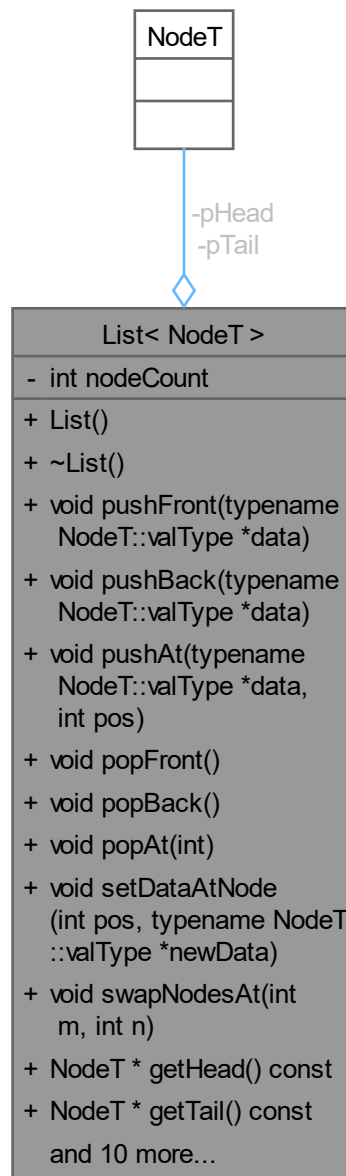 NodeT
-pHead
-pTail
List< NodeT >
- int nodeCount
+ List()
+ ~List()
+ void pushFront(typename
NodeT::valType *data)
+ void pushBack(typename
NodeT::valType *data)
+ void pushAt(typename
NodeT::valType *data,
int pos)
+ void popFront()
+ void popBack()
+ void popAt(int)
+ void setDataAtNode
(int pos, typename NodeT
::valType *newData)
+ void swapNodesAt(int
m, int n)
+ NodeT * getHead() const
+ NodeT * getTail() const
and 10 more...